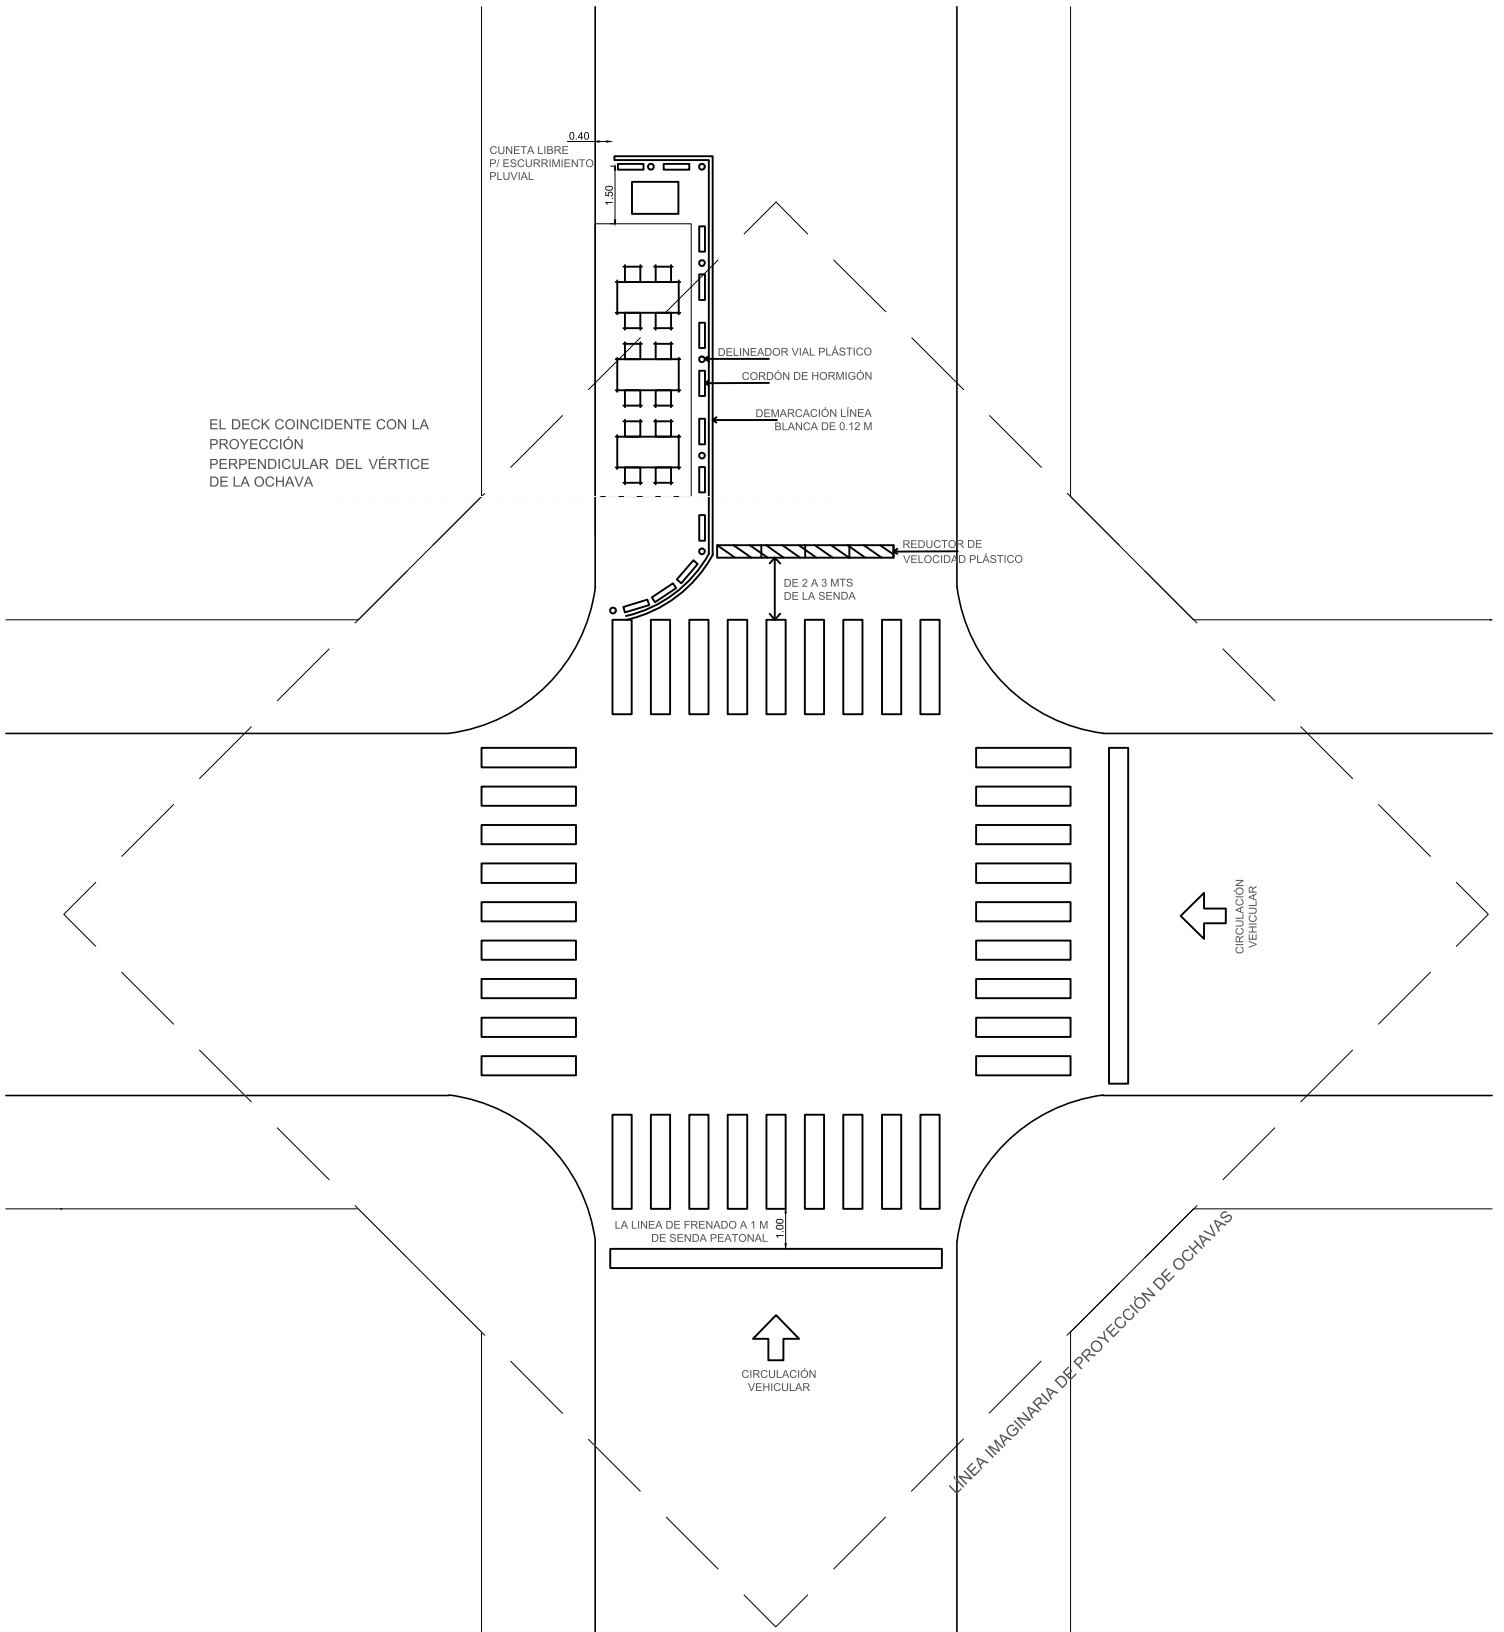 0.40
CUNETA LIBRE
P/ ESCURRIMIENTO
PLUVIAL
1.50
DELINEADOR VIAL PLÁSTICO
CORDÓN DE HORMIGÓN
DEMARCACIÓN LÍNEA
BLANCA DE 0.12 M
EL DECK COINCIDENTE CON LA
PROYECCIÓN
PERPENDICULAR DEL VÉRTICE
DE LA OCHAVA
REDUCTOR DE
VELOCIDAD PLÁSTICO
DE 2 A 3 MTS
DE LA SENDA
CIRCULACIÓN
VEHICULAR
LA LINEA DE FRENADO A 1 M
DE SENDA PEATONAL
1.00
LÍNEA IMAGINARIA DE PROYECCIÓN DE OCHAVAS
CIRCULACIÓN
VEHICULAR